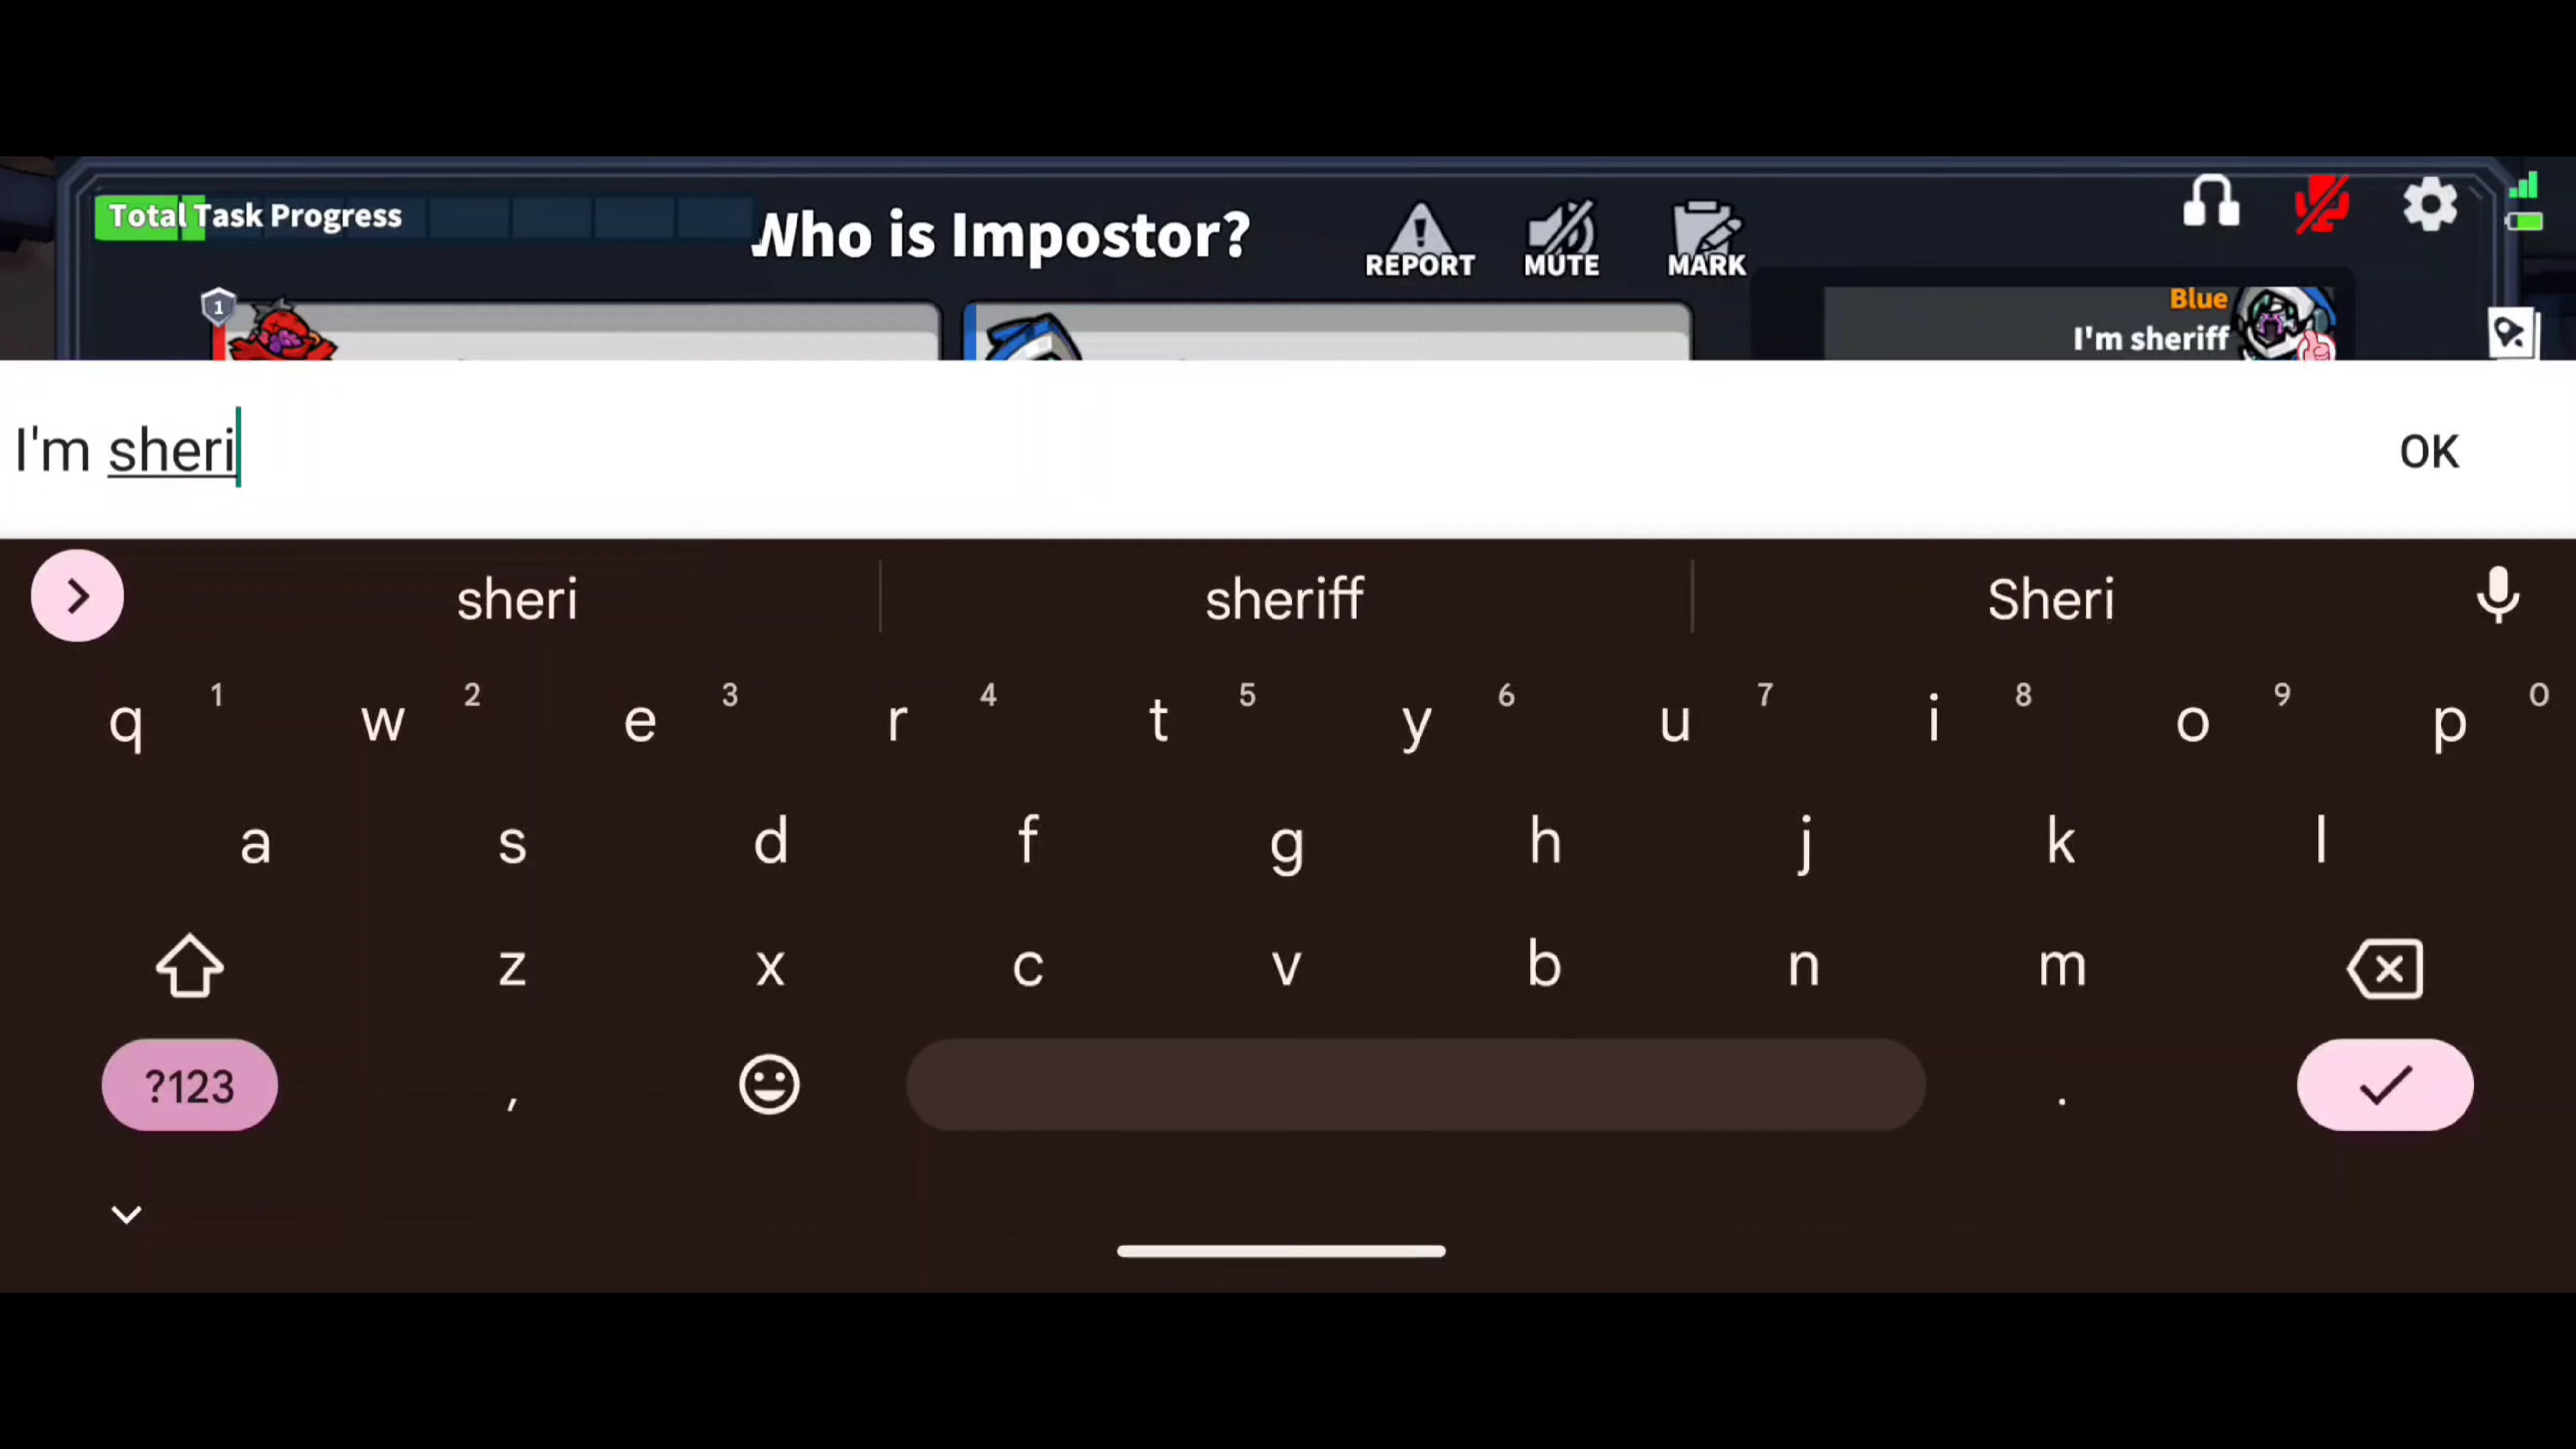 Total Task Progress
Who is Impostor?
REPORT
MUTE
MARK
1
Blue
I'm sheriff
I'm sheri
OK
sheri sheriff Sheri
q 1 w 2 e 3 r 4 t 5 y 6 u 7 i 8 o 9 p 0
a s d f g h j k l
z x c v b n m
?123 , .